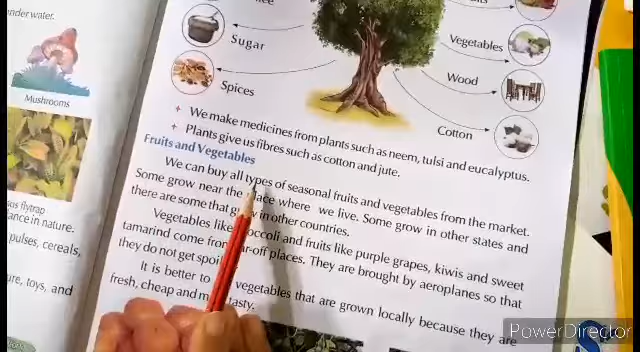 under water.
Sugar
Spices
Vegetables
Wood
Cotton
Mushrooms
+ We make medicines from plants such as neem, tulsi and eucalyptus.
+ Plants give us fibres such as cotton and jute.
Fruits and Vegetables
We can buy all types of seasonal fruits and vegetables from the market.
Some grow near the place where we live. Some grow in other states and
there are some that grow in other countries.
Vegetables like broccoli and fruits like purple grapes, kiwis and sweet
tamarind come from far-off places. They are brought by aeroplanes so that
they do not get spoilt.
It is better to vegetables that are grown locally because they are
fresh, cheap and tasty.
flytrap
in nature.
pulses, cereals,
toys, and
PowerDirector